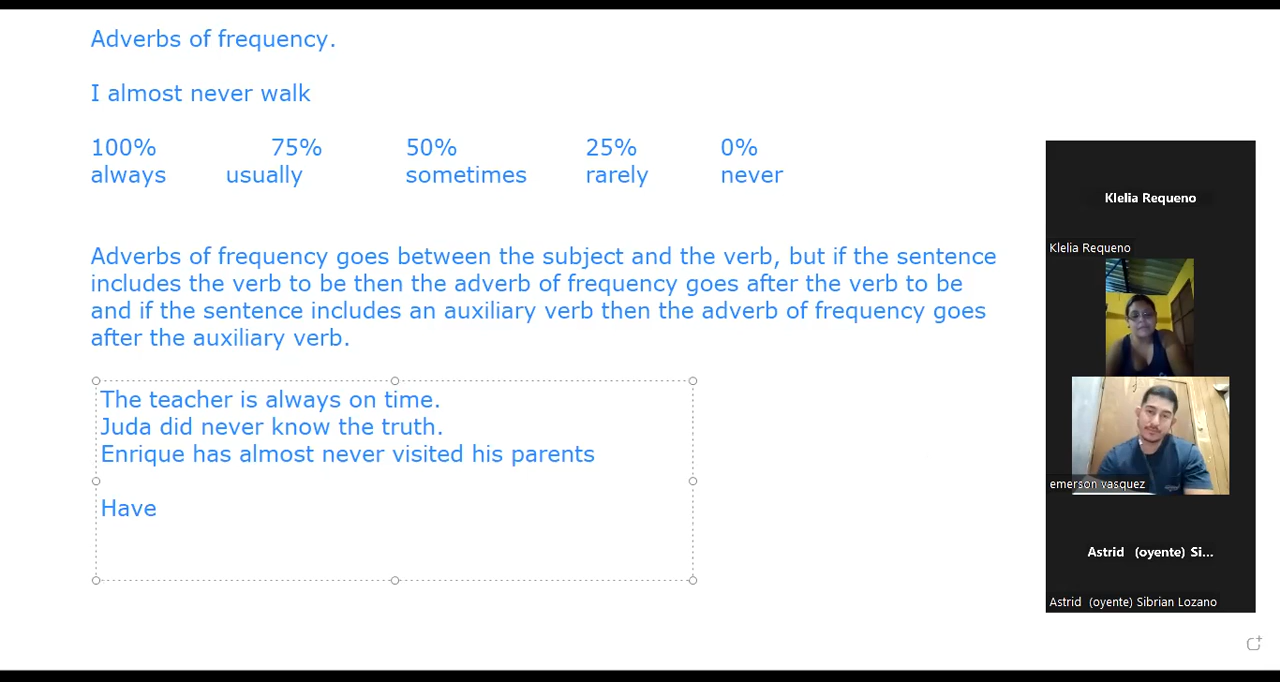 Adverbs of frequency.
I almost never walk
100% 75% 50% 25% 0%
always usually sometimes rarely never
Adverbs of frequency goes between the subject and the verb, but if the sentence
includes the verb to be then the adverb of frequency goes after the verb to be
and if the sentence includes an auxiliary verb then the adverb of frequency goes
after the auxiliary verb.
The teacher is always on time.
Juda did never know the truth.
Enrique has almost never visited his parents
Have
Klelia Requeno
Klelia Requeno
emerson vasquez
Astrid (oyente) Si...
Astrid (oyente) Sibrian Lozano